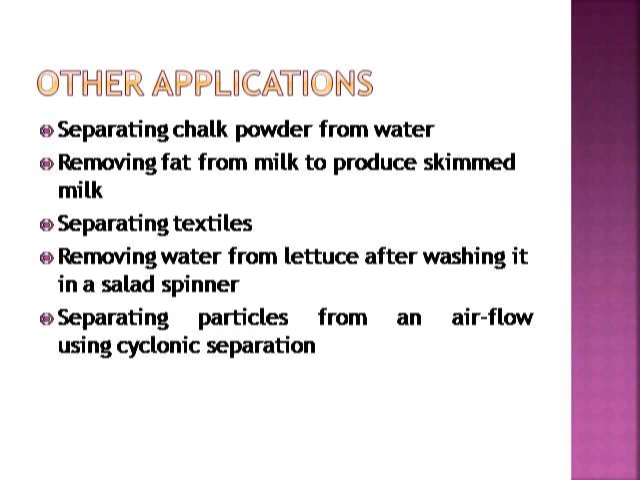 OTHER APPLICATIONS
Separating chalk powder from water
Removing fat from milk to produce skimmed
milk
Separating textiles
Removing water from lettuce after washing it
in a salad spinner
Separating particles from an air-flow
using cyclonic separation